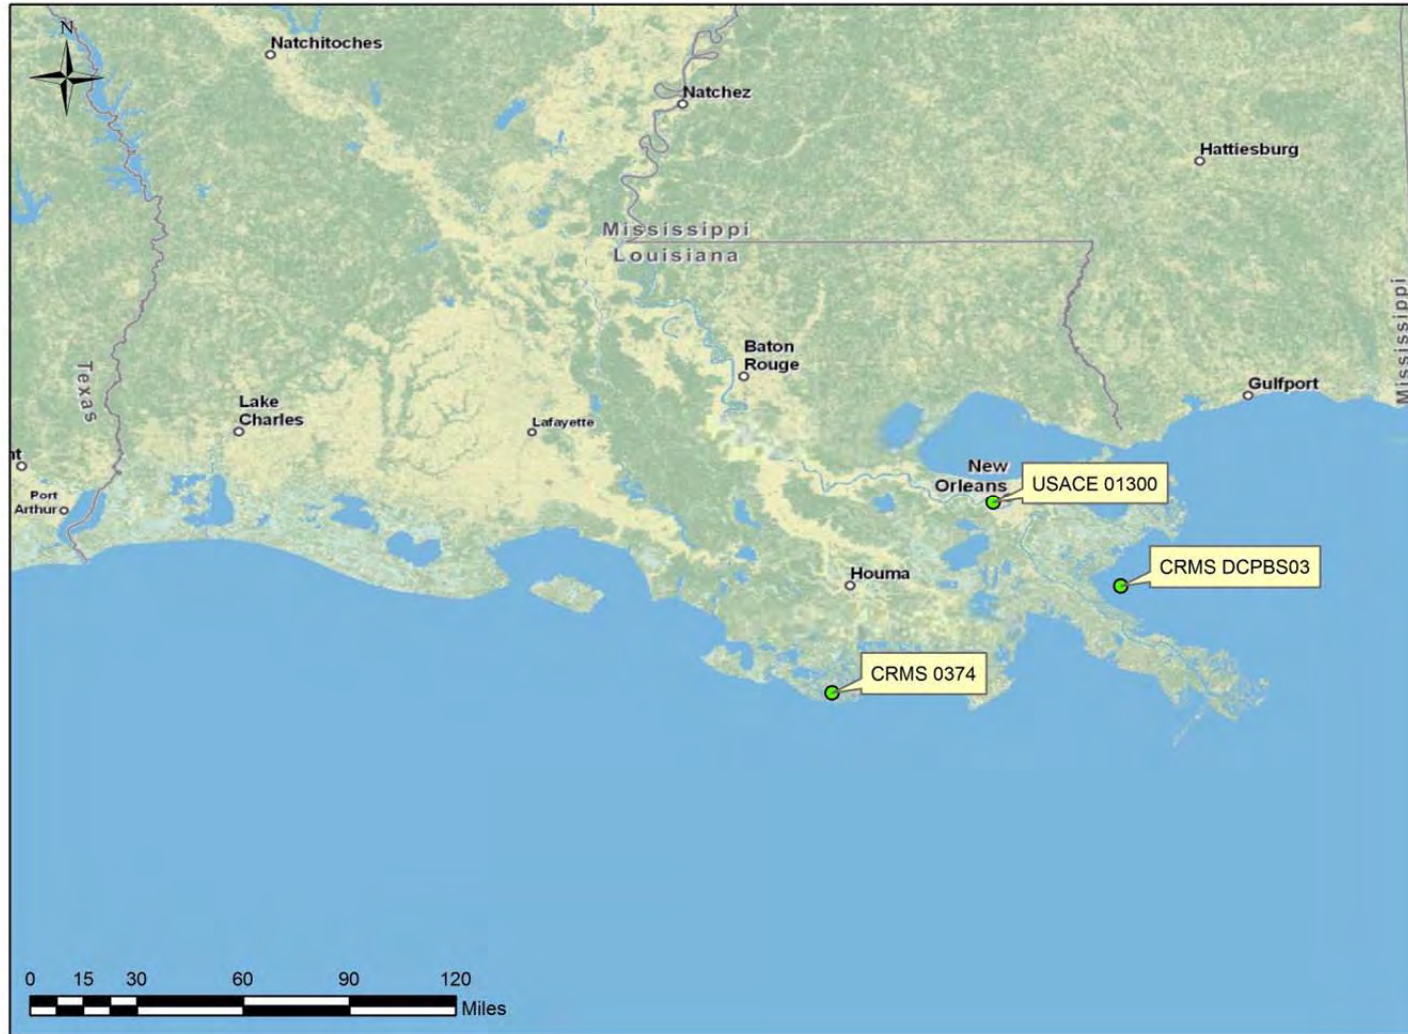 N
Natchitoches
Natchez
Hattiesburg
Mississippi
Louisiana
Mississippi
Texas
Baton
Rouge
Gulfport
Lake
Charles
Lafayette
nt
Port
Arthur
New
Orleans
USACE 01300
CRMS DCPBS03
Houma
CRMS 0374
0 15 30 60 90 120
Miles